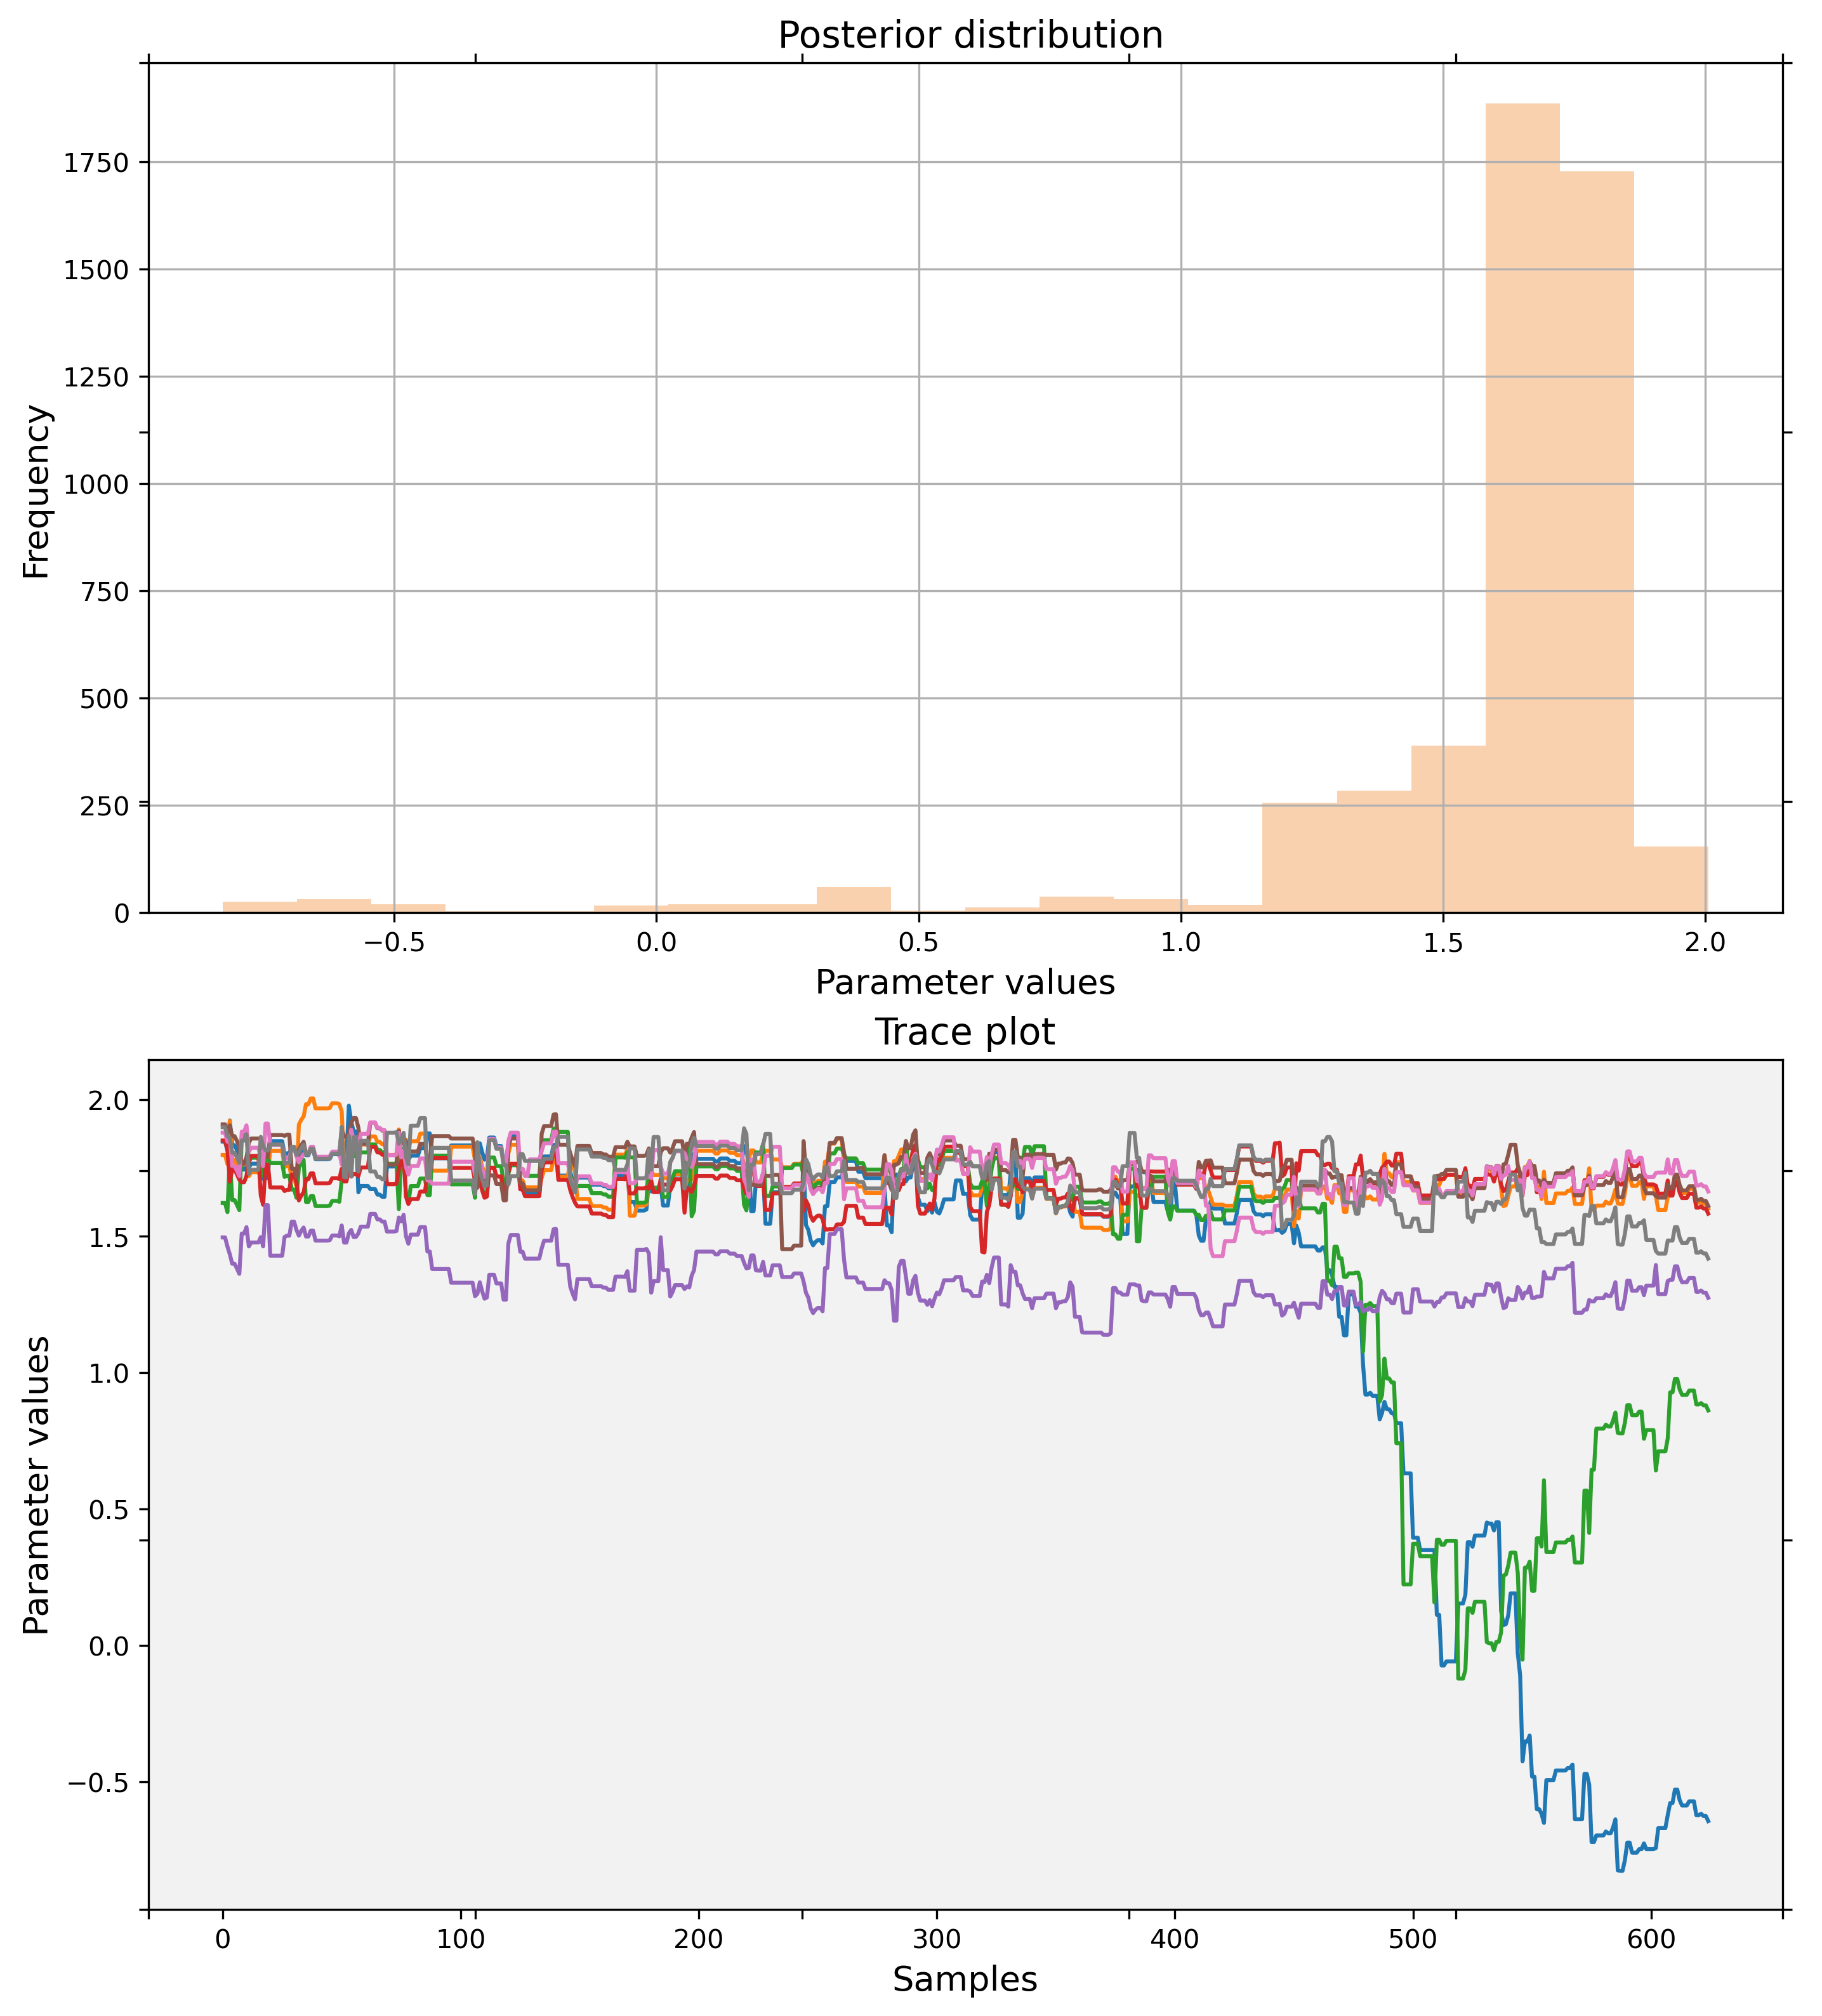 Posterior distribution
Frequency
1750
1500
1250
1000
750
500
250
0
−0.5 0.0 0.5 1.0 1.5 2.0
Parameter values
Trace plot
Parameter values
2.0
1.5
1.0
0.5
0.0
−0.5
0 100 200 300 400 500 600
Samples